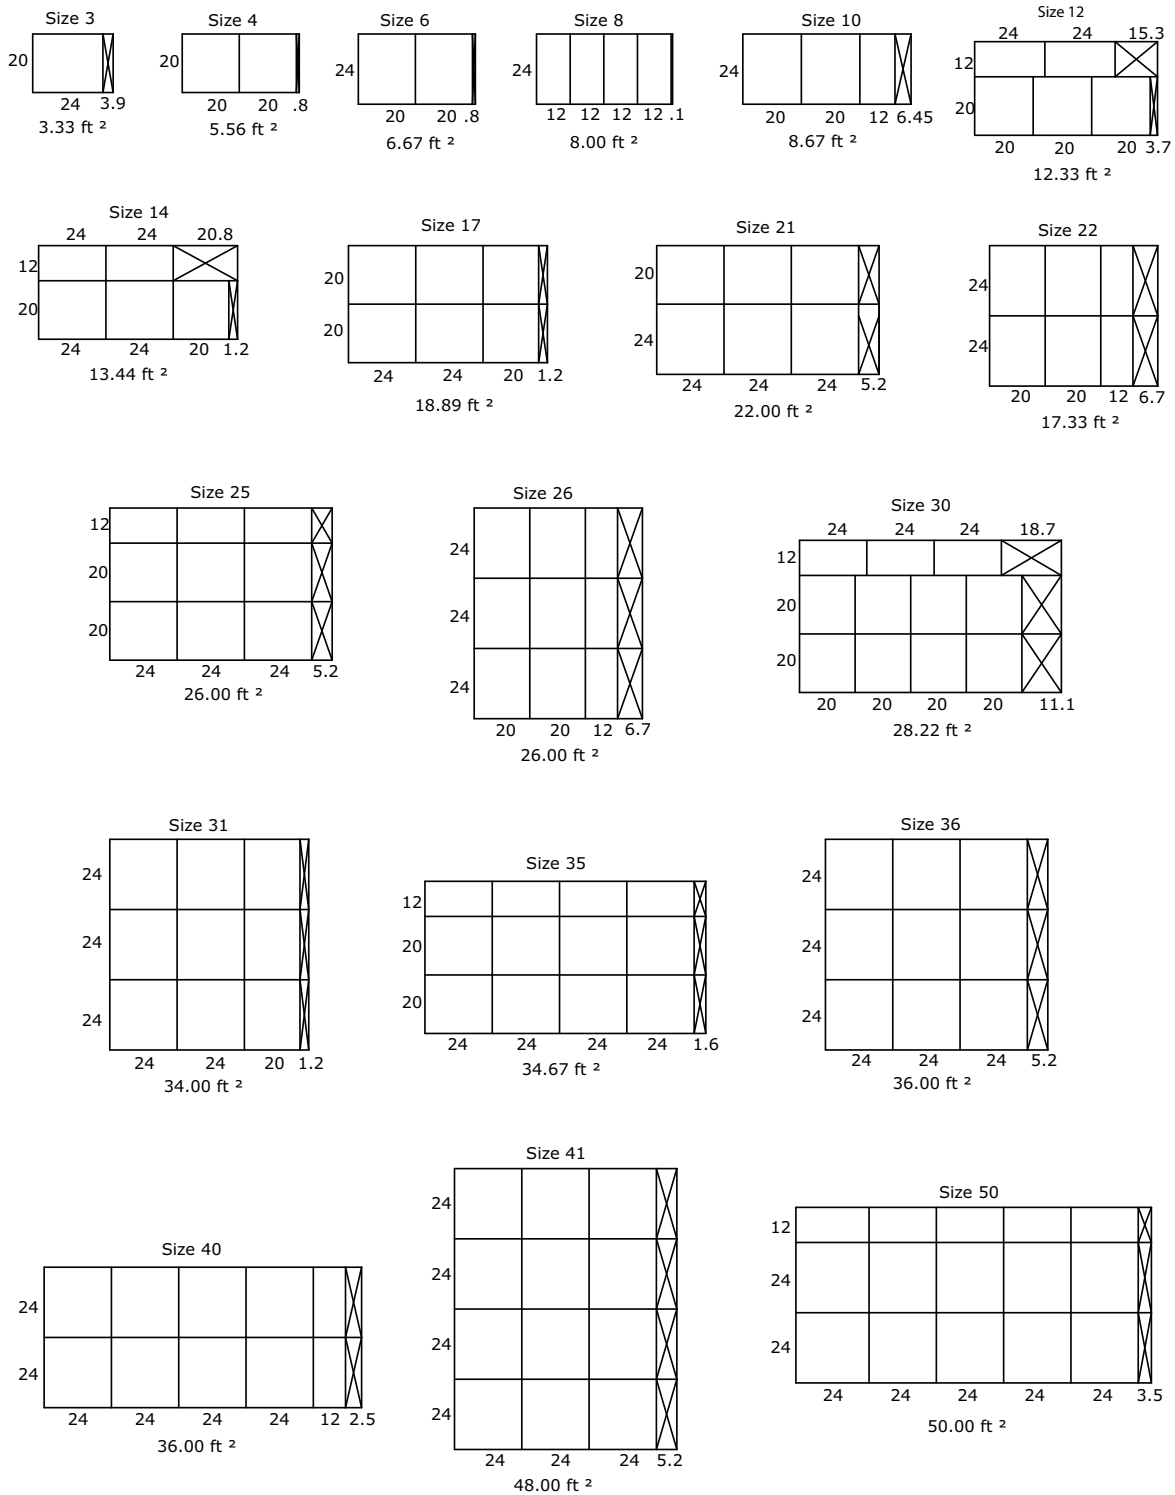 Size 3
20
24 3.9
3.33 ft ²
Size 4
20
20 20 .8
5.56 ft ²
Size 6
24
20 20 .8
6.67 ft ²
Size 8
24
12 12 12 12 .1
8.00 ft ²
Size 10
24
20 20 12 6.45
8.67 ft ²
Size 12
24 24 15.3
12
20
20 20 20 3.7
12.33 ft ²
Size 14
24 24 20.8
12
20
24 24 20 1.2
13.44 ft ²
Size 17
20
20
24 24 20 1.2
18.89 ft ²
Size 21
20
24
24 24 24 5.2
22.00 ft ²
Size 22
24
24
20 20 12 6.7
17.33 ft ²
Size 25
12
20
20
24 24 24 5.2
26.00 ft ²
Size 26
24
24
24
20 20 12 6.7
26.00 ft ²
Size 30
24 24 24 18.7
12
20
20
20 20 20 20 11.1
28.22 ft ²
Size 31
24
24
24
24 24 20 1.2
34.00 ft ²
Size 35
12
20
20
24 24 24 24 1.6
34.67 ft ²
Size 36
24
24
24
24 24 24 5.2
36.00 ft ²
Size 40
24
24
24 24 24 24 12 2.5
36.00 ft ²
Size 41
24
24
24
24
24 24 24 5.2
48.00 ft ²
Size 50
12
24
24
24 24 24 24 24 3.5
50.00 ft ²